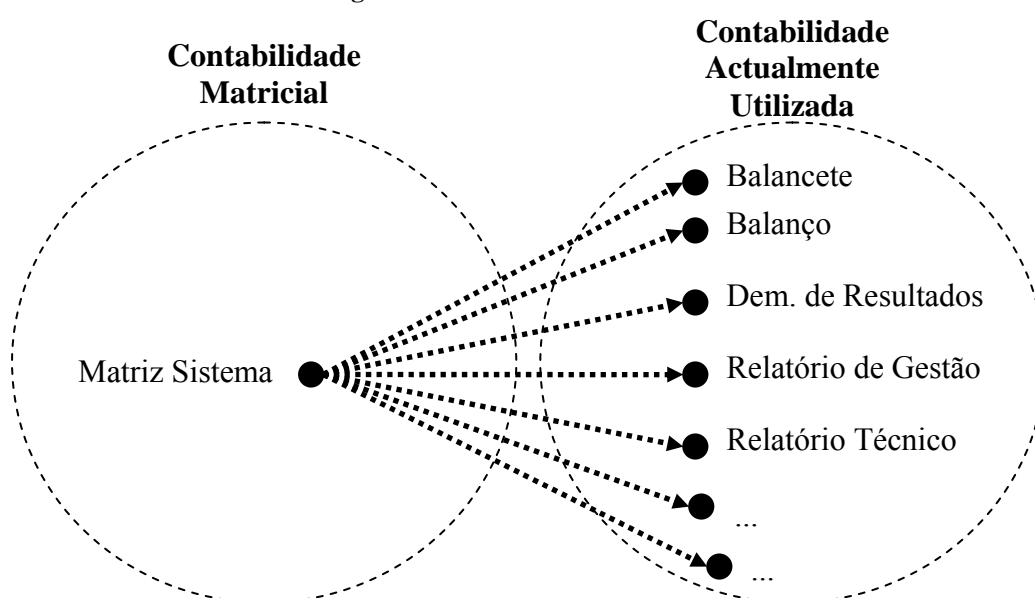 Contabilidade
Matricial
Contabilidade
Actualmente
Utilizada
Balancete
Balanço
Dem. de Resultados
Matriz Sistema
Relatório de Gestão
Relatório Técnico
...
...